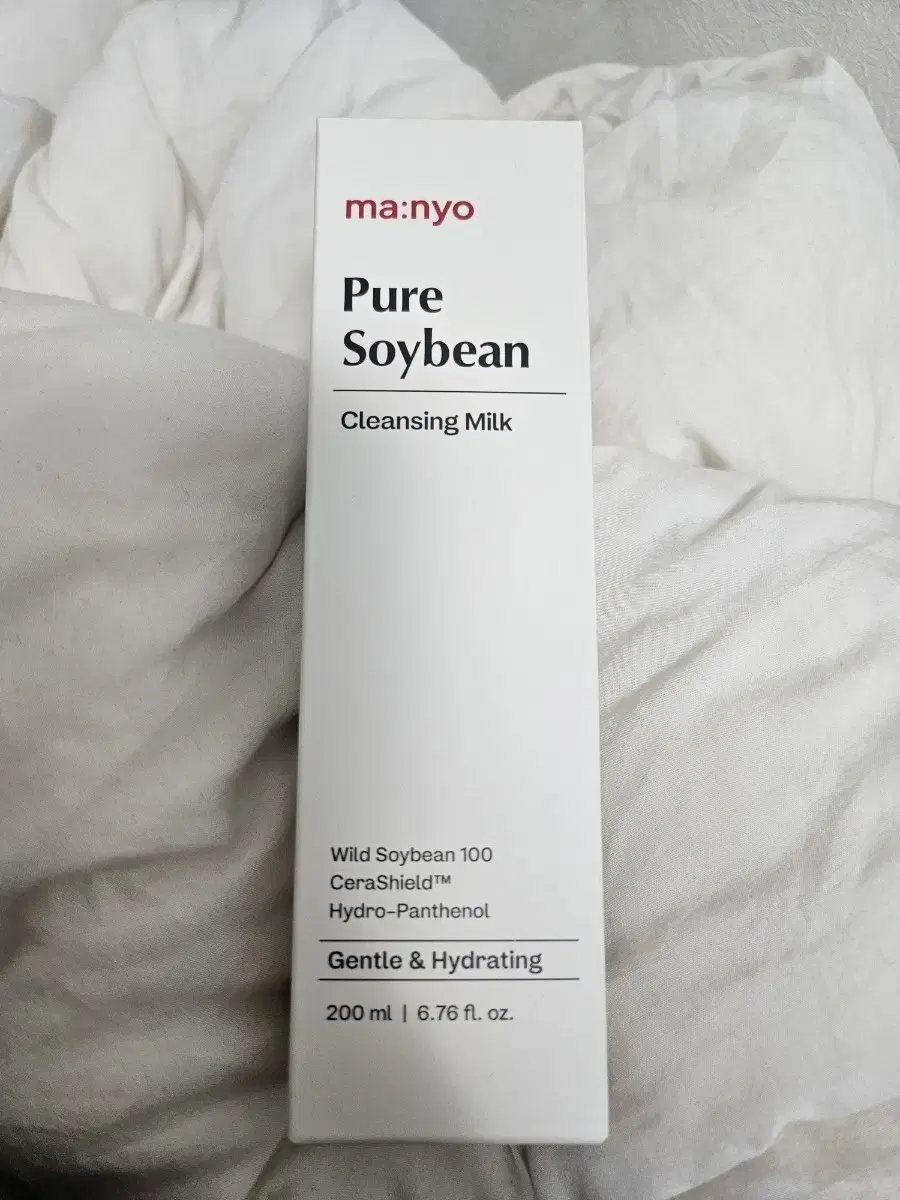 ma:nyo
Pure
Soybean
Cleansing Milk
Wild Soybean 100
CeraShield™
Hydro-Panthenol
Gentle & Hydrating
200 ml | 6.76 fl. oz.